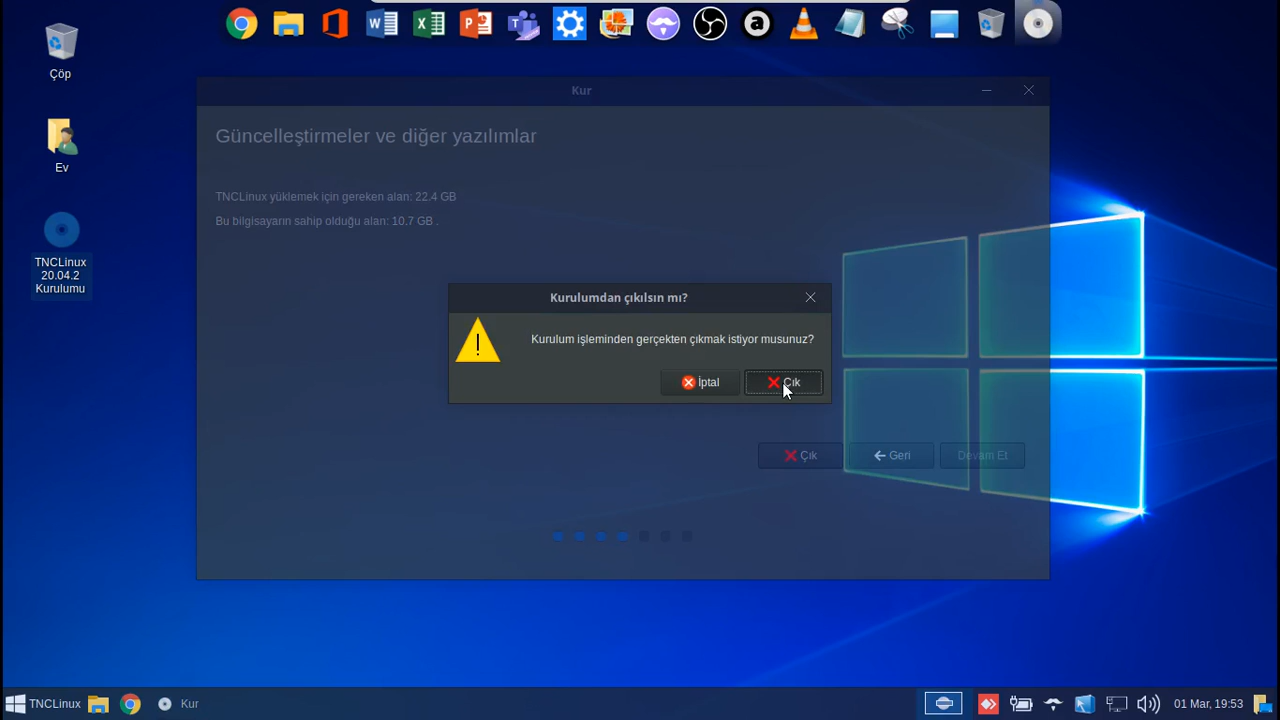 Çöp
Ev
TNCLinux
20.04.2
Kurulumu
Kur
Güncelleştirmeler ve diğer yazılımlar
TNCLinux yüklemek için gereken alan: 22.4 GB
Bu bilgisayarın sahip olduğu alan: 10.7 GB .
Kurulumdan çıkılsın mı?
Kurulum işleminden gerçekten çıkmak istiyor musunuz?
İptal
Çık
Çık
Geri
Devam Et
TNCLinux
Kur
01 Mar, 19:53